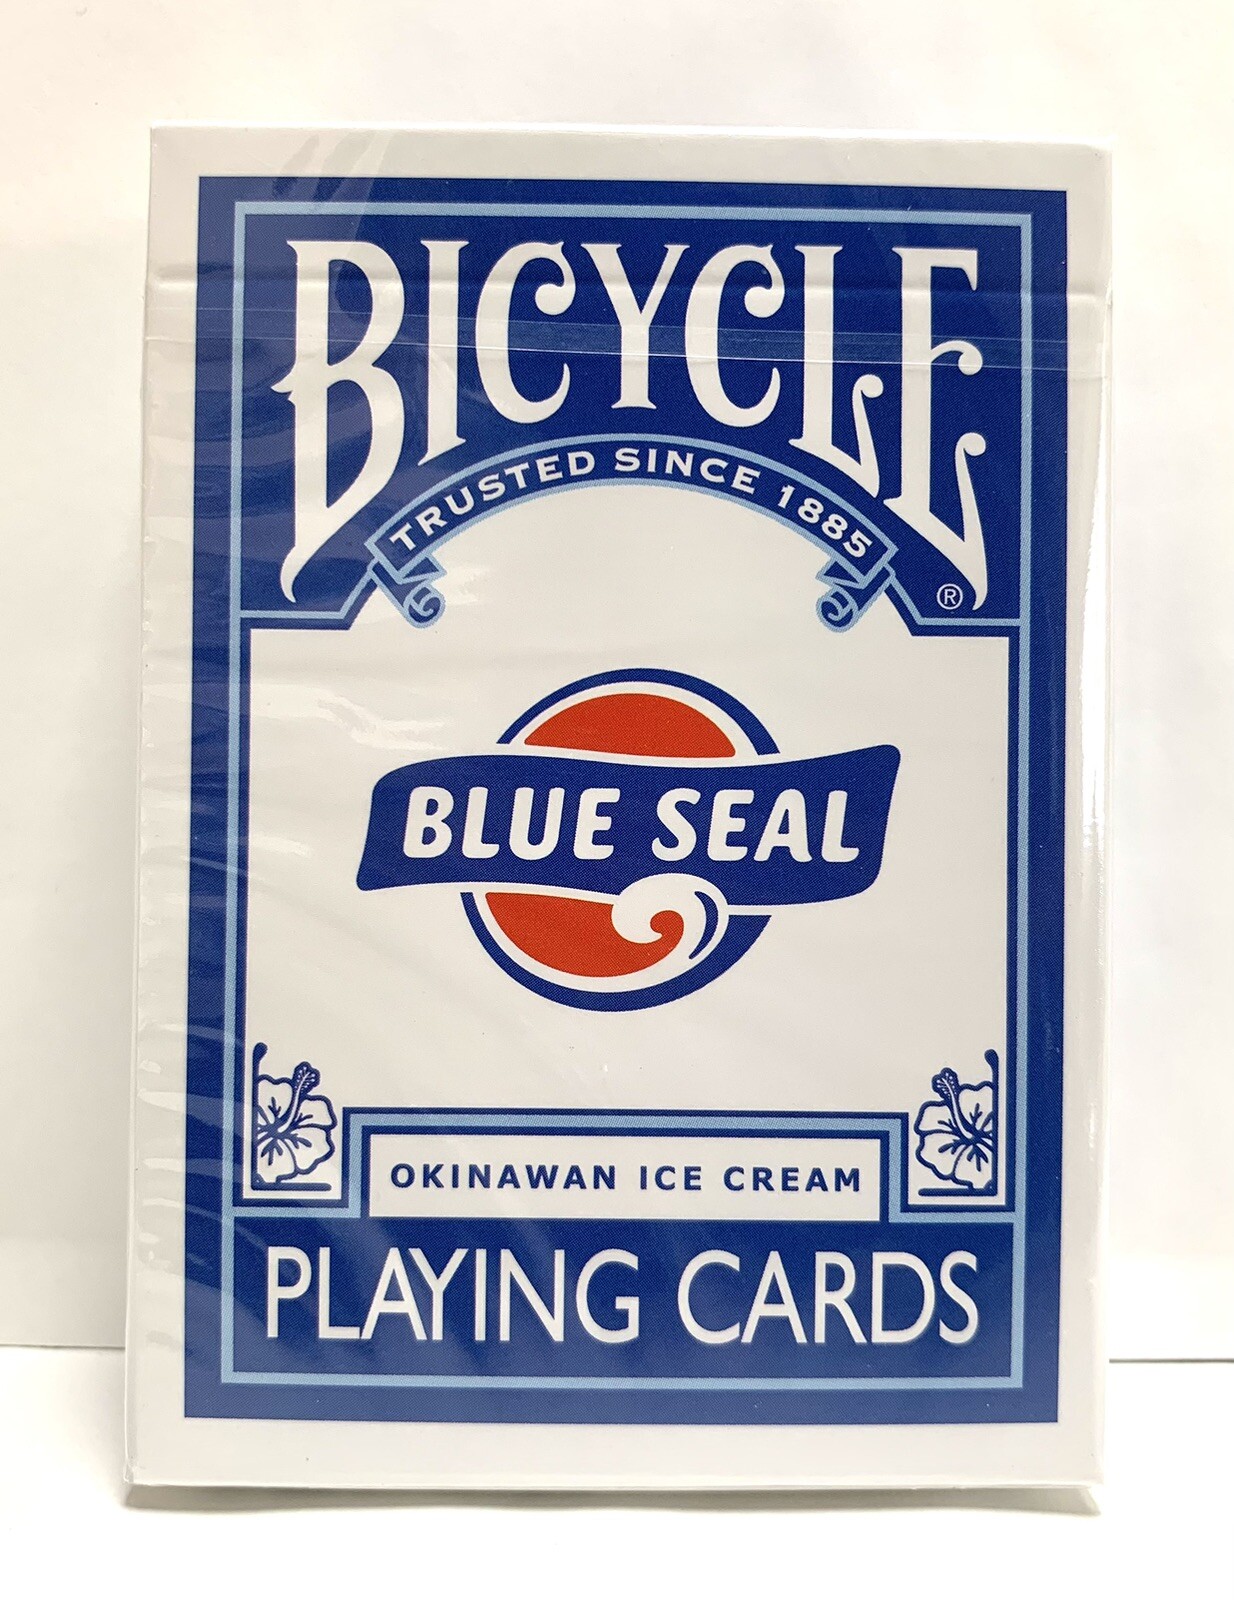 BICYCLE
TRUSTED SINCE 1885
®
BLUE SEAL
OKINAWAN ICE CREAM
PLAYING CARDS